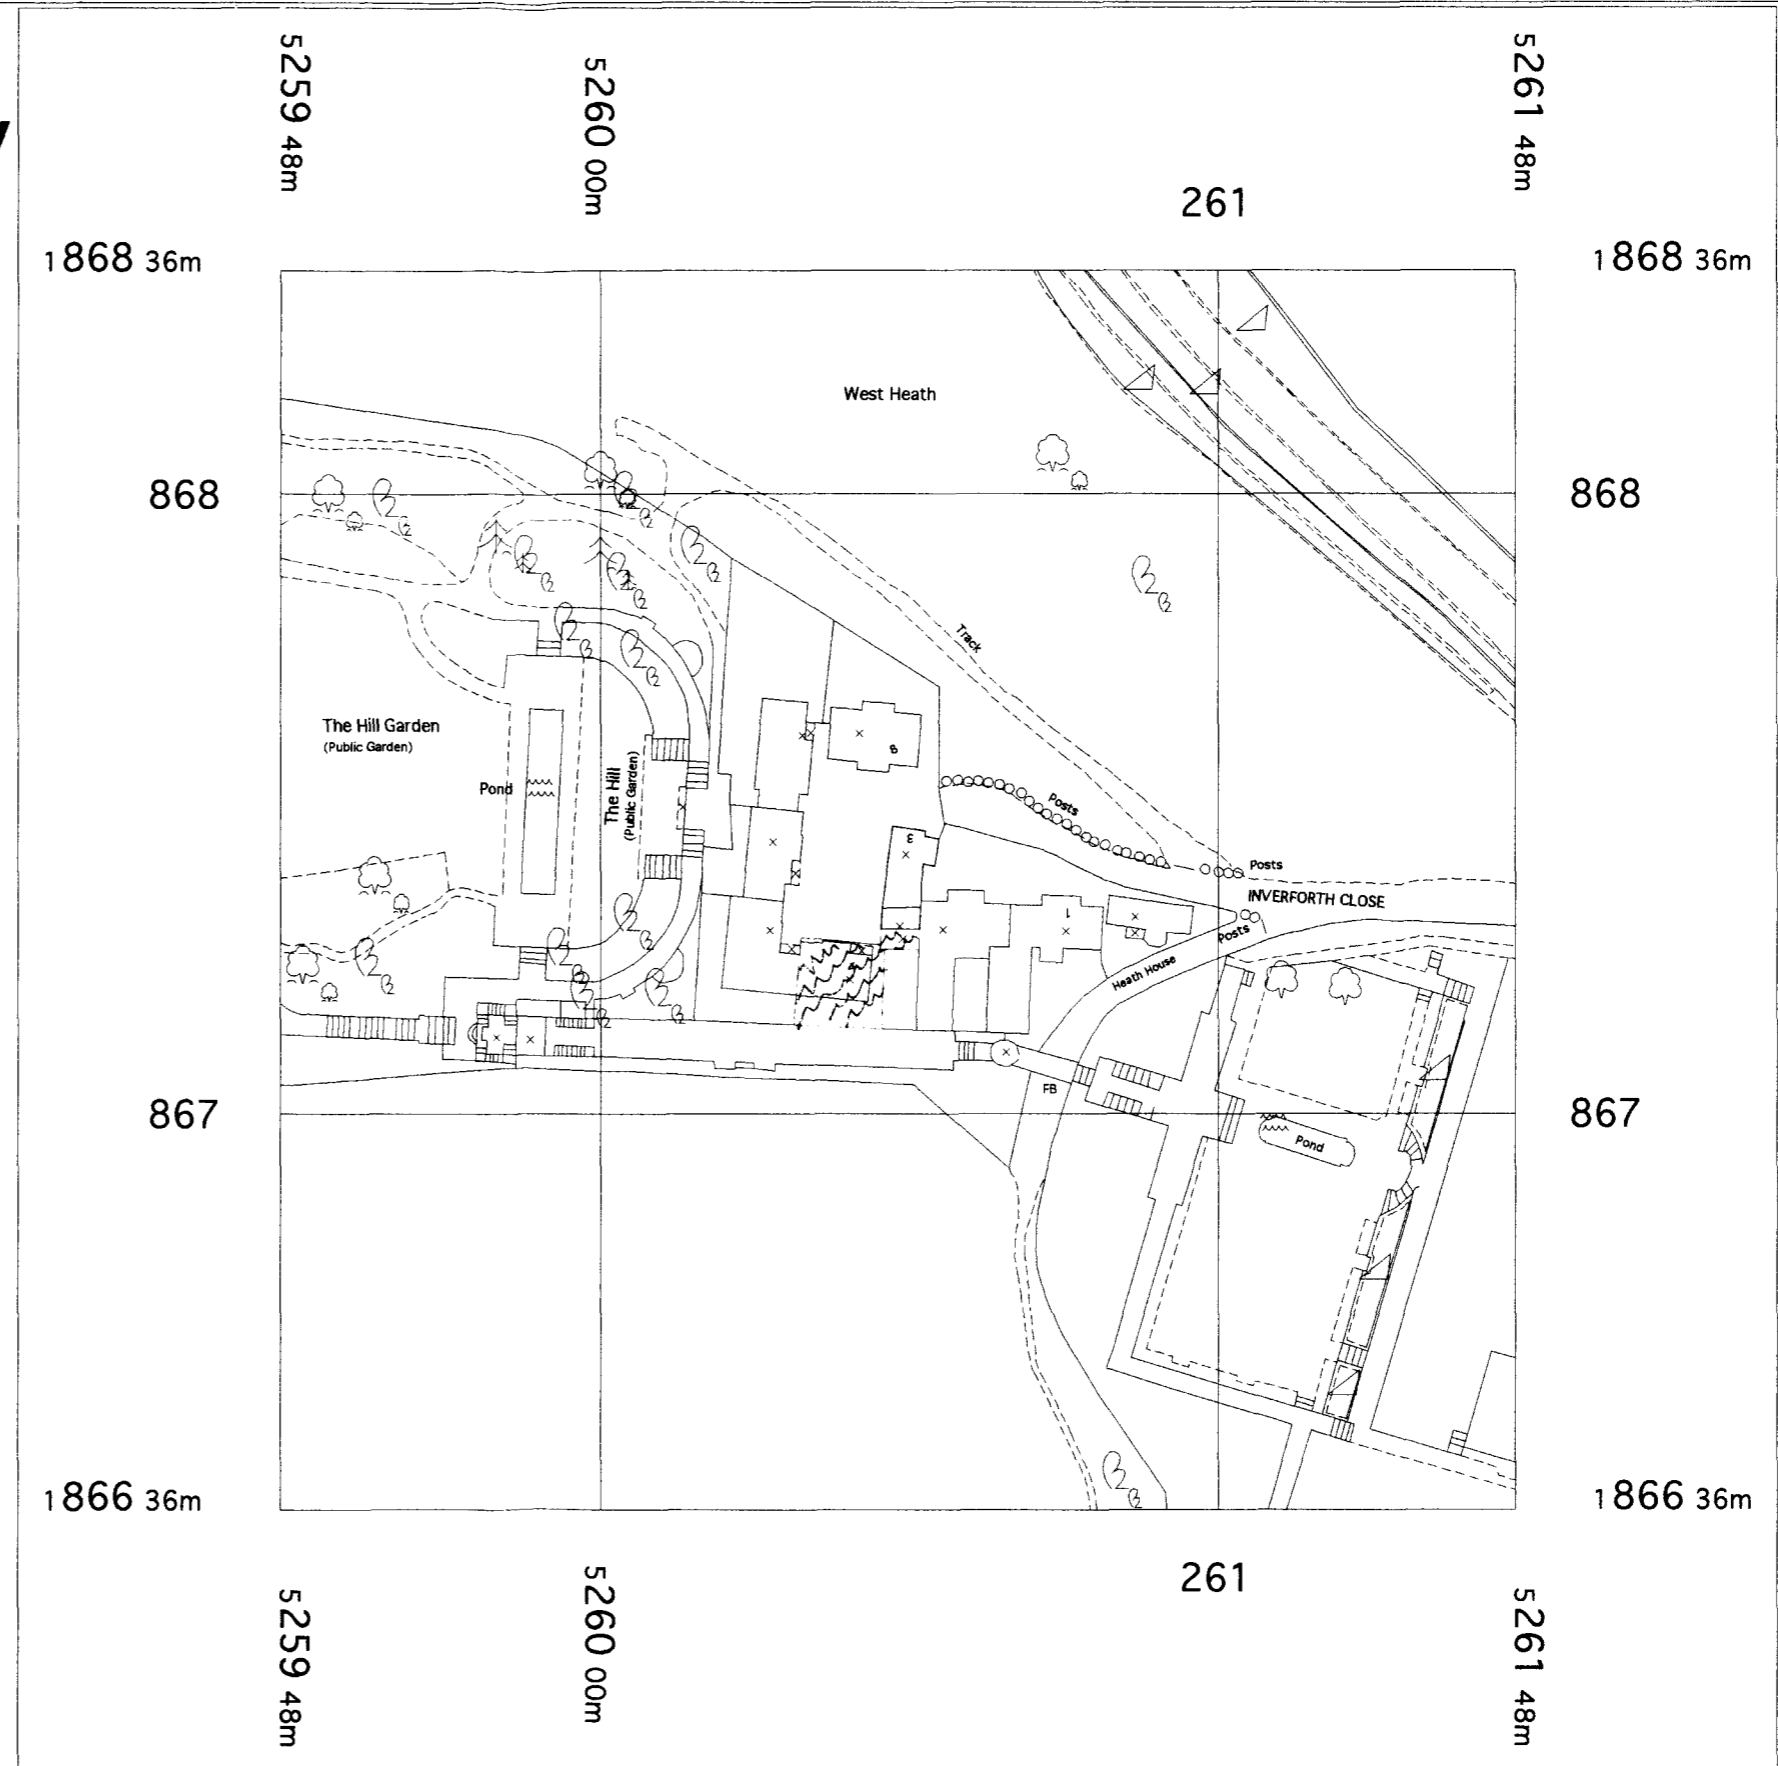 5259 48m
5260 00m
261
5261 48m
1868 36m
1868 36m
West Heath
868
868
Track
The Hill Garden
(Public Garden)
Pond
The Hill
(Public Garden)
8
Posts
3
Posts
INVERFORTH CLOSE
1
Posts
Heath House
FB
867
867
Pond
1866 36m
1866 36m
5259 48m
5260 00m
261
5261 48m